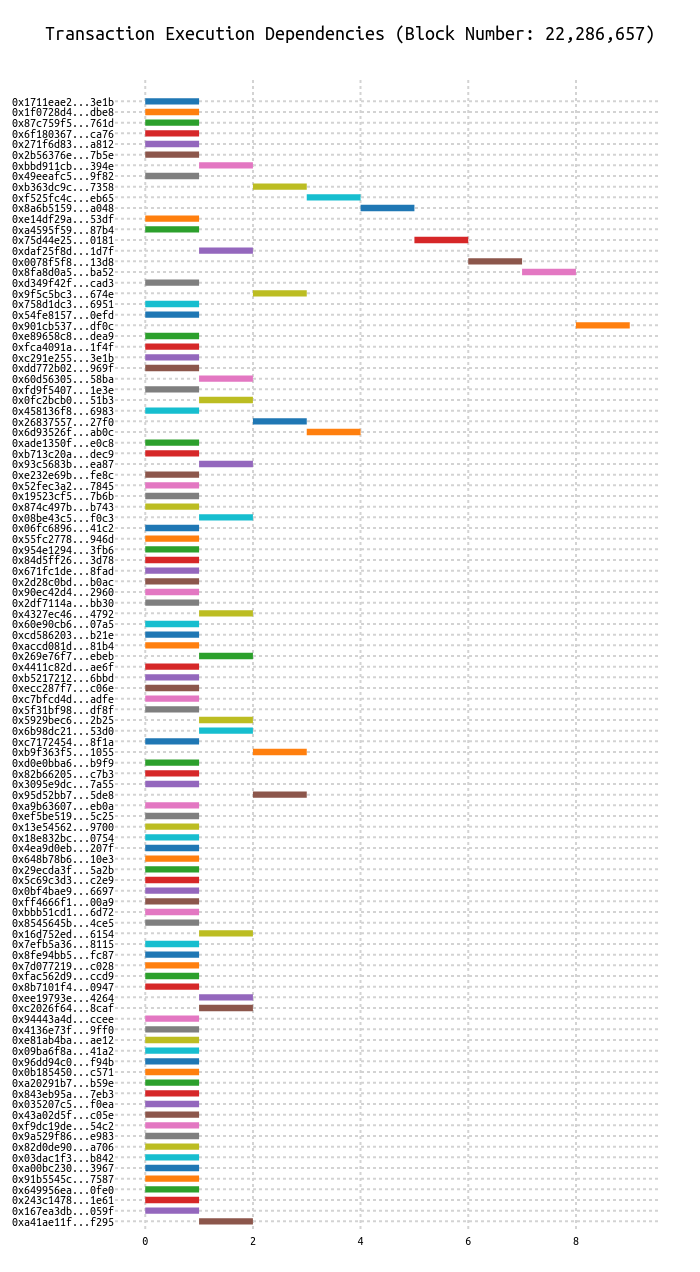 Transaction Execution Dependencies (Block Number: 22,286,657)
0x1711eae2...3e1b
0x1f0728d4...dbe8
0x87c759f5...761d
0x6f180367...ca76
0x271f6d83...a812
0x2b56376e...7b5e
0xbbd911cb...394e
0x49eeafc5...9f82
0xb363dc9c...7358
0xf525fc4c...eb65
0x8a6b5159...a048
0xe14df29a...53df
0xa4595f59...87b4
0x75d44e25...0181
0xdaf25f8d...1d7f
0x0078f5f8...13d8
0x8fa8d0a5...ba52
0xd349f42f...cad3
0x9f5c5bc3...674e
0x758d1dc3...6951
0x54fe8157...0efd
0x901cb537...df0c
0xe89658c8...dea9
0xfca4091a...1f4f
0xc291e255...3e1b
0xdd772b02...969f
0x60d56305...58ba
0xfd9f5407...1e3e
0x0fc2bcb0...51b3
0x458136f8...6983
0x26837557...27f0
0x6d93526f...ab0c
0xade1350f...e0c8
0xb713c20a...dec9
0x93c5683b...ea87
0xe232e69b...fe8c
0x52fec3a2...7845
0x19523cf5...7b6b
0x874c497b...b743
0x08be43c5...f0c3
0x06fc6896...41c2
0x55fc2778...946d
0x954e1294...3fb6
0x84d5ff26...3d78
0x671fc1de...8fad
0x2d28c0bd...b0ac
0x90ec42d4...2960
0x2df7114a...bb30
0x4327ec46...4792
0x60e90cb6...07a5
0xcd586203...b21e
0xaccd081d...81b4
0x269e76f7...ebeb
0x4411c82d...ae6f
0xb5217212...6bbd
0xecc287f7...c06e
0xc7bfcd4d...adfe
0x5f31bf98...df8f
0x5929bec6...2b25
0x6b98dc21...53d0
0xc7172454...8f1a
0xb9f363f5...1055
0xd0e0bba6...b9f9
0x82b66205...c7b3
0x3095e9dc...7a55
0x95d52bb7...5de8
0xa9b63607...eb0a
0xef5be519...5c25
0x13e54562...9700
0x18e832bc...0754
0x4ea9d0eb...207f
0x648b78b6...10e3
0x29ecda3f...5a2b
0x5c69c3d3...c2e9
0x0bf4bae9...6697
0xff4666f1...00a9
0xbbb51cd1...6d72
0x8545645b...4ce5
0x16d752ed...6154
0x7efb5a36...8115
0x8fe94bb5...fc87
0x7d077219...c028
0xfac562d9...ccd9
0x8b7101f4...0947
0xee19793e...4264
0xc2026f64...8caf
0x94443a4d...ccee
0x4136e73f...9ff0
0xe81ab4ba...ae12
0x09ba6f8a...41a2
0x96dd94c0...f94b
0x0b185450...c571
0xa20291b7...b59e
0x843eb95a...7eb3
0x035207c5...f0ea
0x43a02d5f...c05e
0xf9dc19de...54c2
0x9a529f86...e983
0x82d0de90...a706
0x03dac1f3...b842
0xa00bc230...3967
0x91b5545c...7587
0x649956ea...0fe0
0x243c1478...1e61
0x167ea3db...059f
0xa41ae11f...f295
0 2 4 6 8